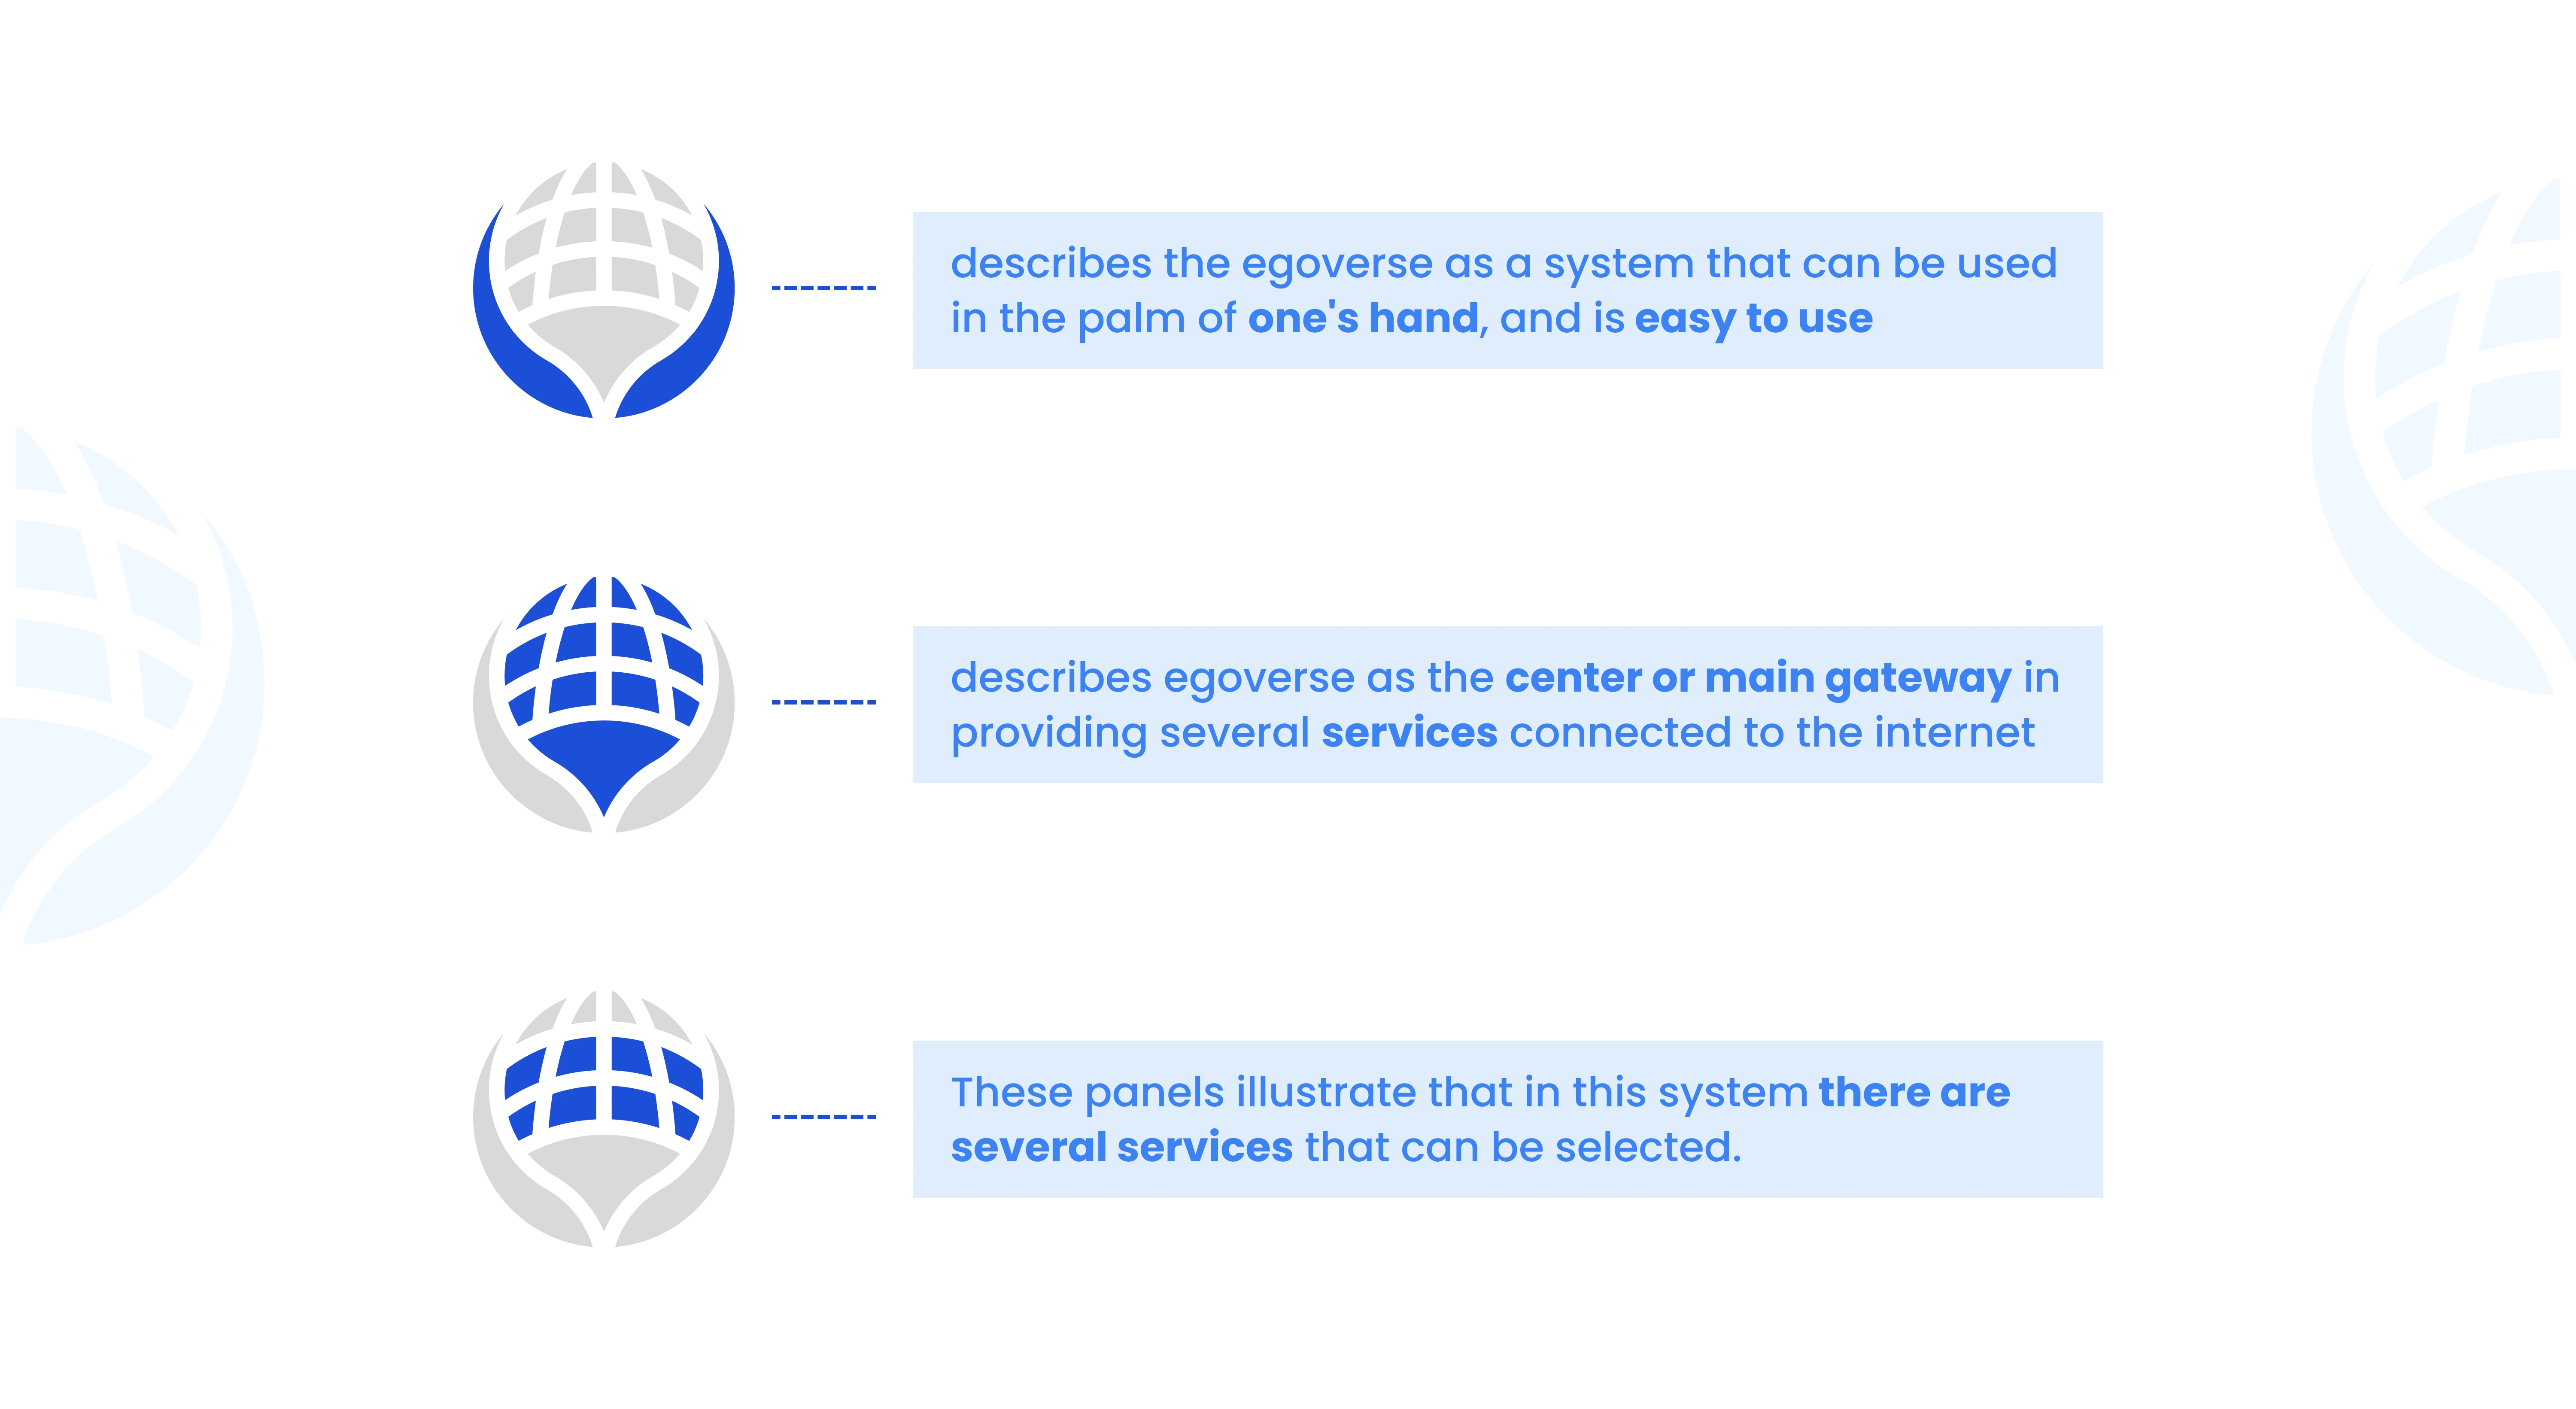 describes the egoverse as a system that can be used
in the palm of one's hand, and is easy to use
describes egoverse as the center or main gateway in
providing several services connected to the internet
These panels illustrate that in this system there are
several services that can be selected.